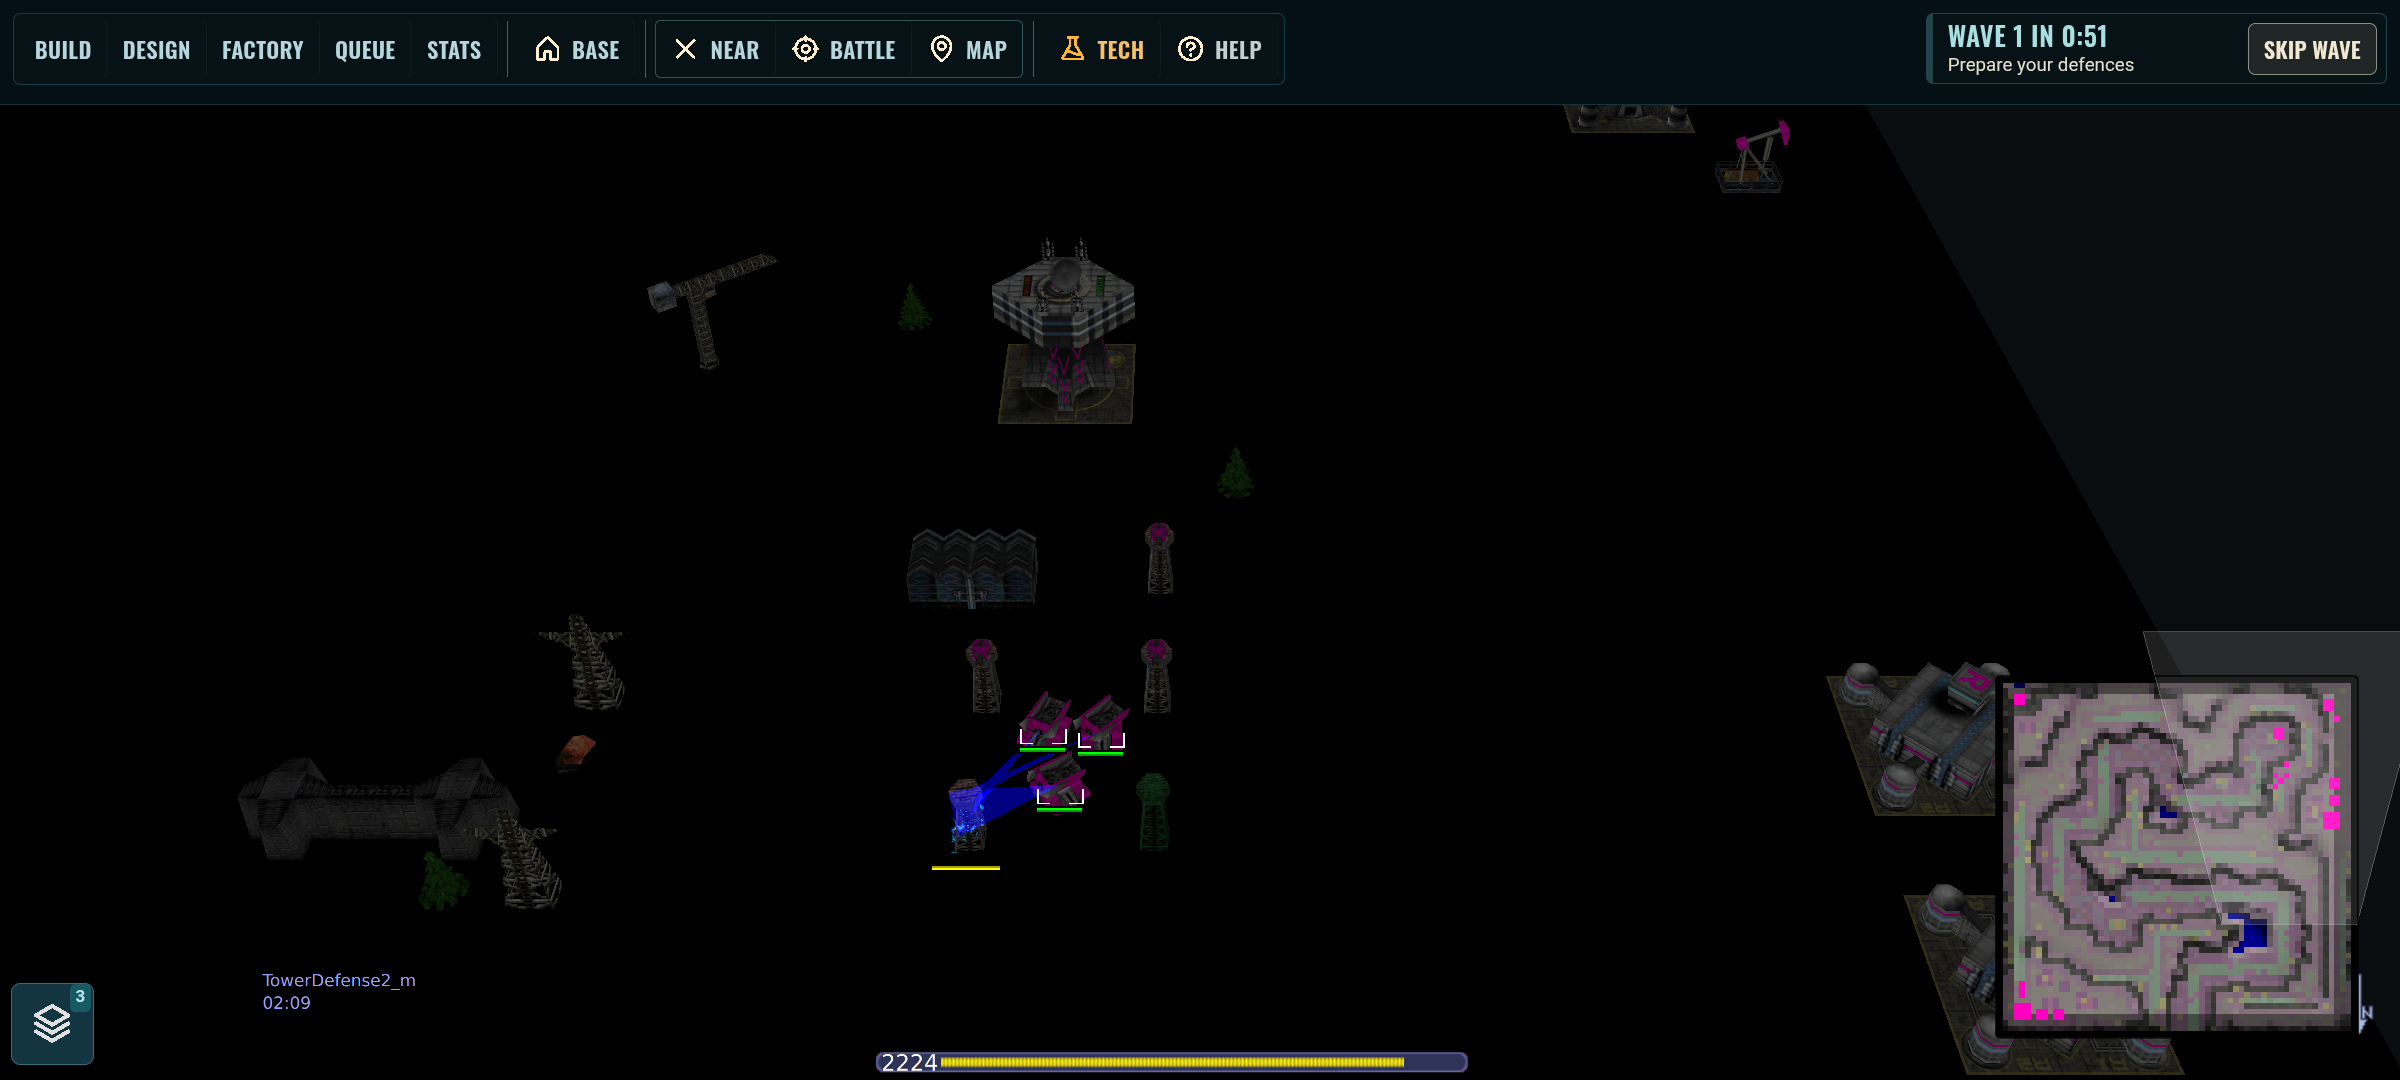 BUILD DESIGN FACTORY QUEUE STATS BASE NEAR BATTLE MAP TECH HELP
WAVE 1 IN 0:51
Prepare your defences
SKIP WAVE
TowerDefense2_m
02:09
3
2224
N